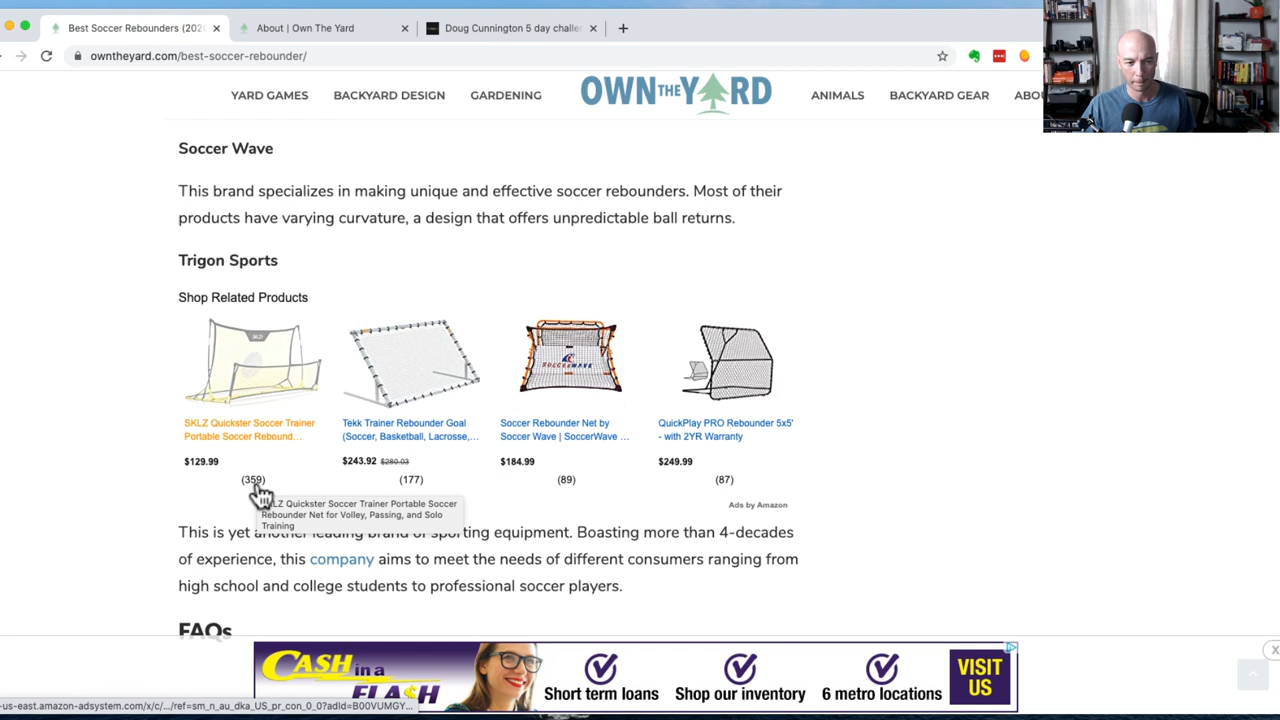 Best Soccer Rebounders (202
About | Own The Yard
Doug Cunnington 5 day challe
owntheyard.com/best-soccer-rebounder/
YARD GAMES
BACKYARD DESIGN
GARDENING
OWN THE YARD
ANIMALS
BACKYARD GEAR
ABOU
Soccer Wave
This brand specializes in making unique and effective soccer rebounders. Most of their
products have varying curvature, a design that offers unpredictable ball returns.
Trigon Sports
Shop Related Products
SKLZ
SOCCERWAVE
SKLZ Quickster Soccer Trainer
Portable Soccer Rebound...
$129.99
(359)
Tekk Trainer Rebounder Goal
(Soccer, Basketball, Lacrosse,...
$243.92 $280.03
(177)
Soccer Rebounder Net by
Soccer Wave | SoccerWave ...
$184.99
(89)
QuickPlay PRO Rebounder 5x5'
- with 2YR Warranty
$249.99
(87)
LZ Quickster Soccer Trainer Portable Soccer
Rebounder Net for Volley, Passing, and Solo
Training
Ads by Amazon
This is yet another leading brand of sporting equipment. Boasting more than 4-decades
of experience, this company aims to meet the needs of different consumers ranging from
high school and college students to professional soccer players.
FAQs
CASH in a
FLASH
Short term loans
Shop our inventory
6 metro locations
VISIT
US
X
-us-east.amazon-adsystem.com/x/c/.../ref=sm_n_au_dka_US_pr_con_0_0?adId=B00VUMGY...